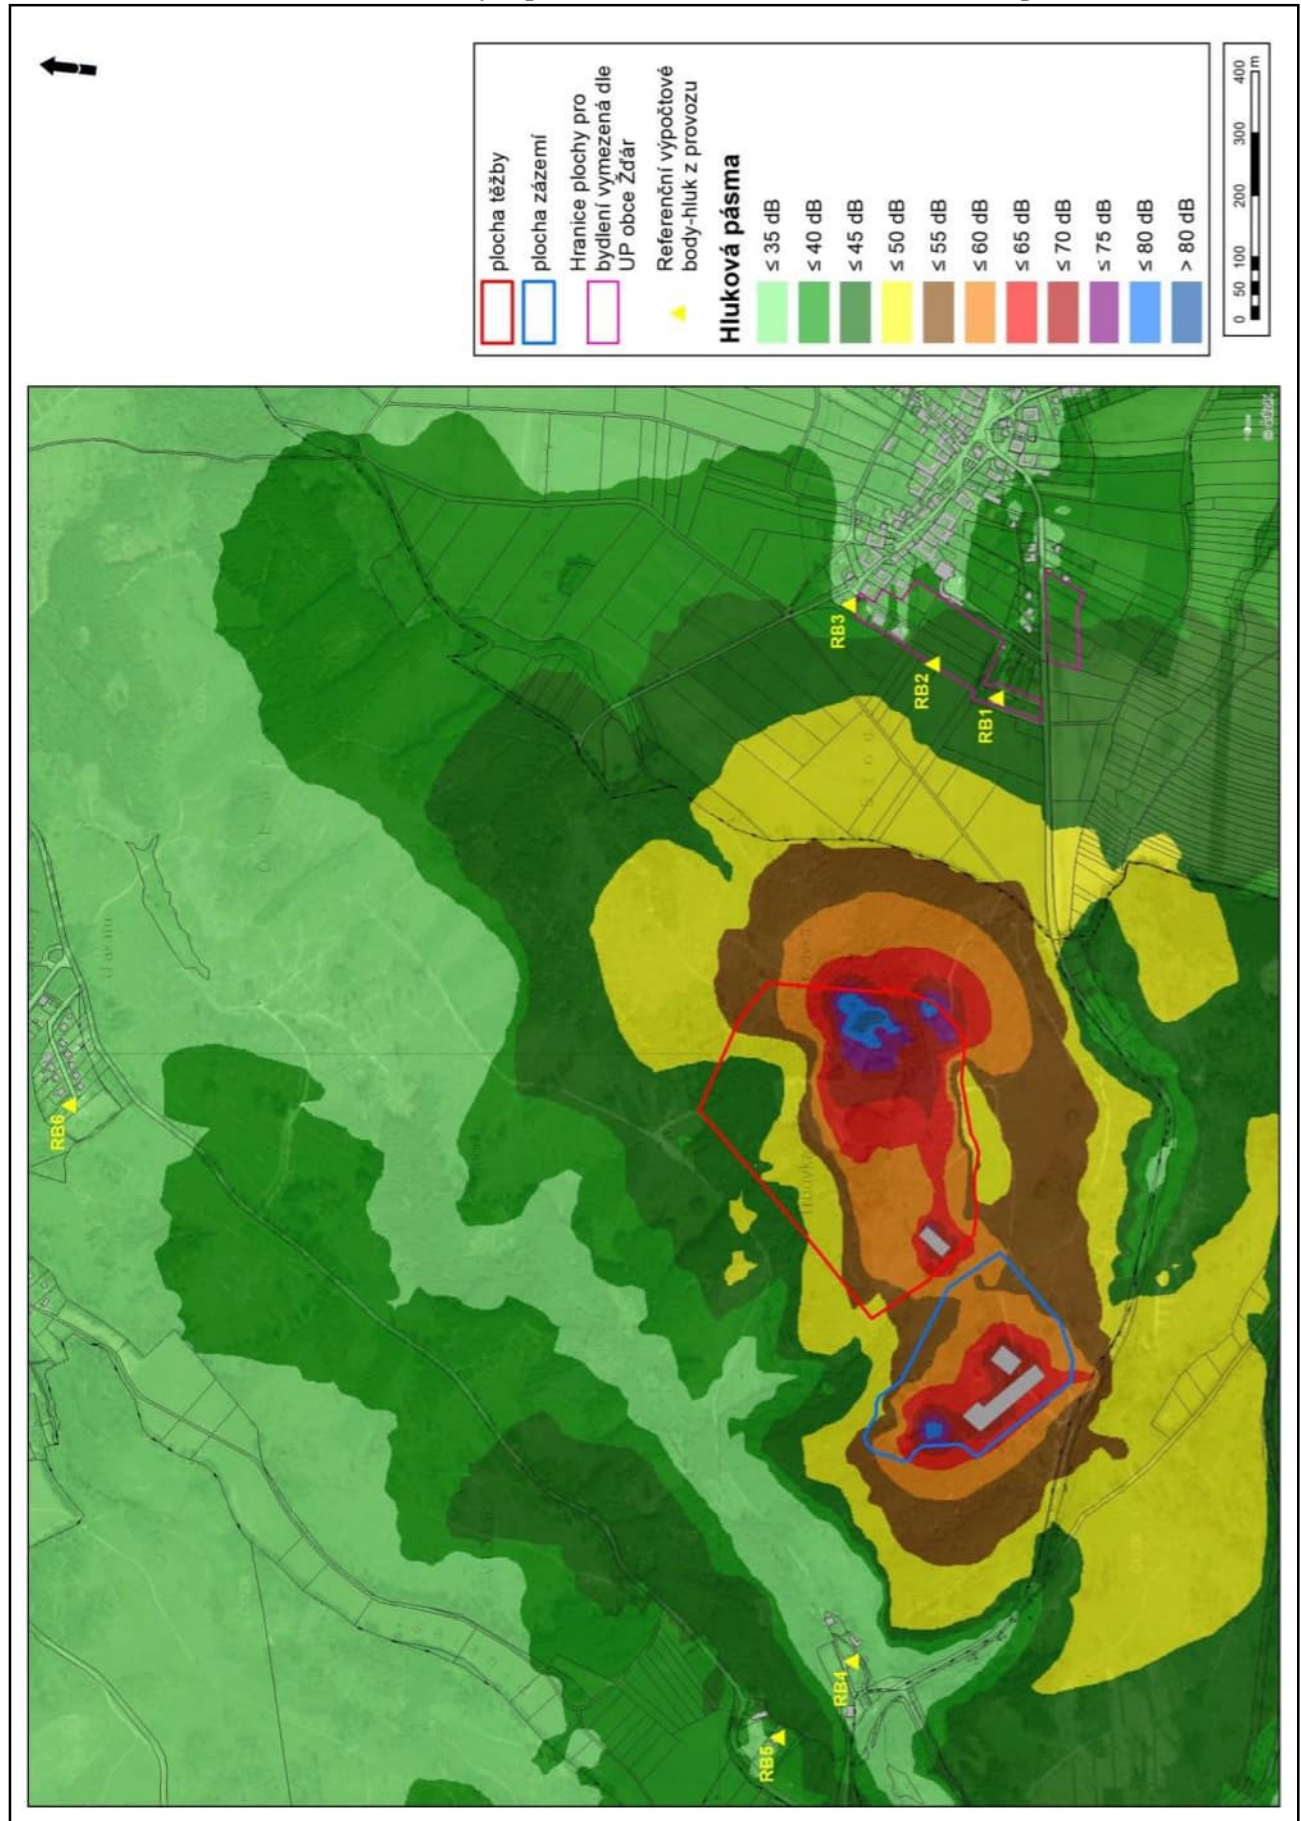 plocha těžby
plocha zázemí
Hranice plochy pro
bydlení vymezená dle
UP obce Žďár
Referenční výpočtové
body-hluk z provozu
Hluková pásma
≤ 35 dB
≤ 40 dB
≤ 45 dB
≤ 50 dB
≤ 55 dB
≤ 60 dB
≤ 65 dB
≤ 70 dB
≤ 75 dB
≤ 80 dB
> 80 dB
0 50 100 200 300 400
m
RB6
RB3
RB2
RB1
RB4
RB5